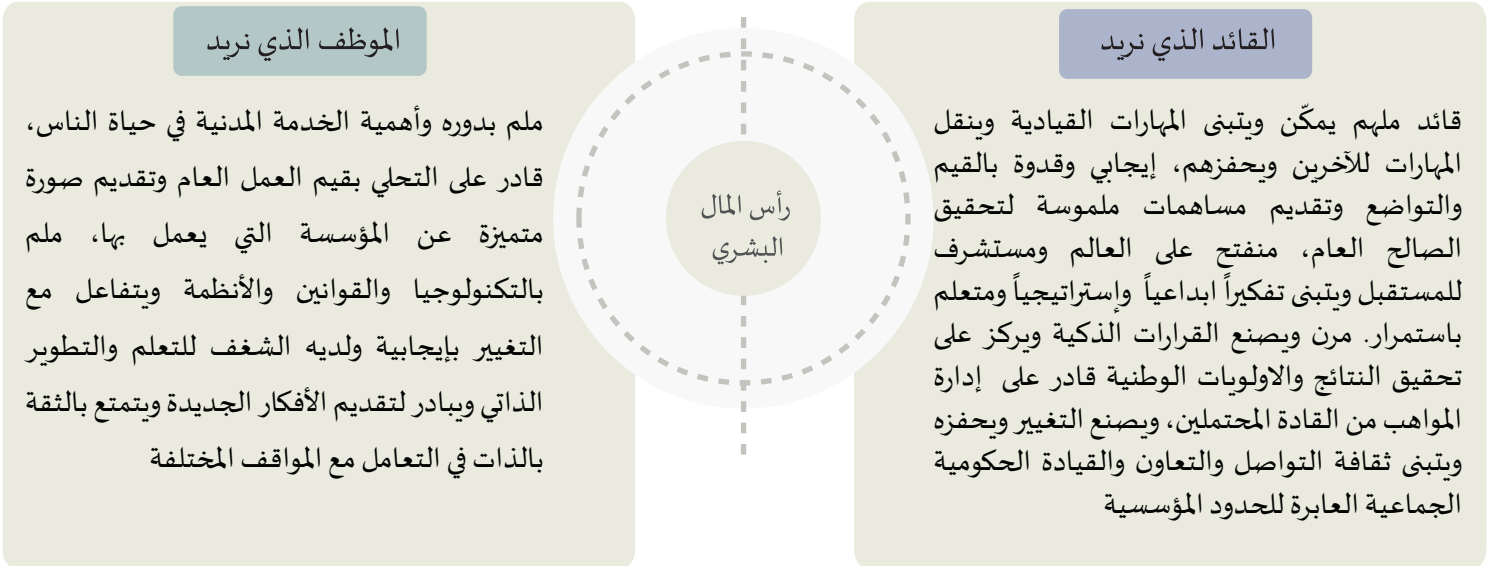 القائد الذي نريد
قائد ملهم يمكّن ويتبنى المهارات القيادية وينقل
المهارات للآخرين ويحفزهم، إيجابي وقدوة بالقيم
والتواضع وتقديم مساهمات ملموسة لتحقيق
الصالح العام، منفتح على العالم ومستشرف
للمستقبل ويتبنى تفكيراً ابداعياً وإستراتيجياً ومتعلم
باستمرار. مرن ويصنع القرارات الذكية ويركز على
تحقيق النتائج والاولويات الوطنية قادر على إدارة
المواهب من القادة المحتملين، ويصنع التغيير ويحفزه
ويتبنى ثقافة التواصل والتعاون والقيادة الحكومية
الجماعية العابرة للحدود المؤسسية
رأس المال
البشري
الموظف الذي نريد
ملم بدوره وأهمية الخدمة المدنية في حياة الناس،
قادر على التحلي بقيم العمل العام وتقديم صورة
متميزة عن المؤسسة التي يعمل بها، ملم
بالتكنولوجيا والقوانين والأنظمة ويتفاعل مع
التغيير بإيجابية ولديه الشغف للتعلم والتطوير
الذاتي ويبادر لتقديم الأفكار الجديدة ويتمتع بالثقة
بالذات في التعامل مع المواقف المختلفة